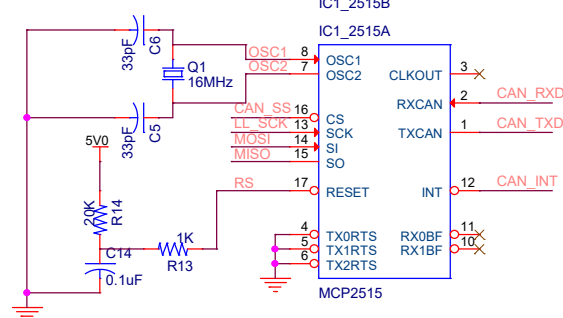 IC1_2515B
IC1_2515A
33pF
C6
Q1
16MHz
33pF
C5
OSC1
8
OSC1
OSC2
7
OSC2
CLKOUT
3
RXCAN
2
CAN_RXD
TXCAN
1
CAN_TXD
CAN_SS
16
CS
LL_SCK
13
SCK
MOSI
14
SI
MISO
15
SO
5V0
20K
R14
RS
17
RESET
INT
12
CAN_INT
C14
0.1uF
1K
R13
4
TX0RTS
5
TX1RTS
6
TX2RTS
RX0BF
11
RX1BF
10
MCP2515